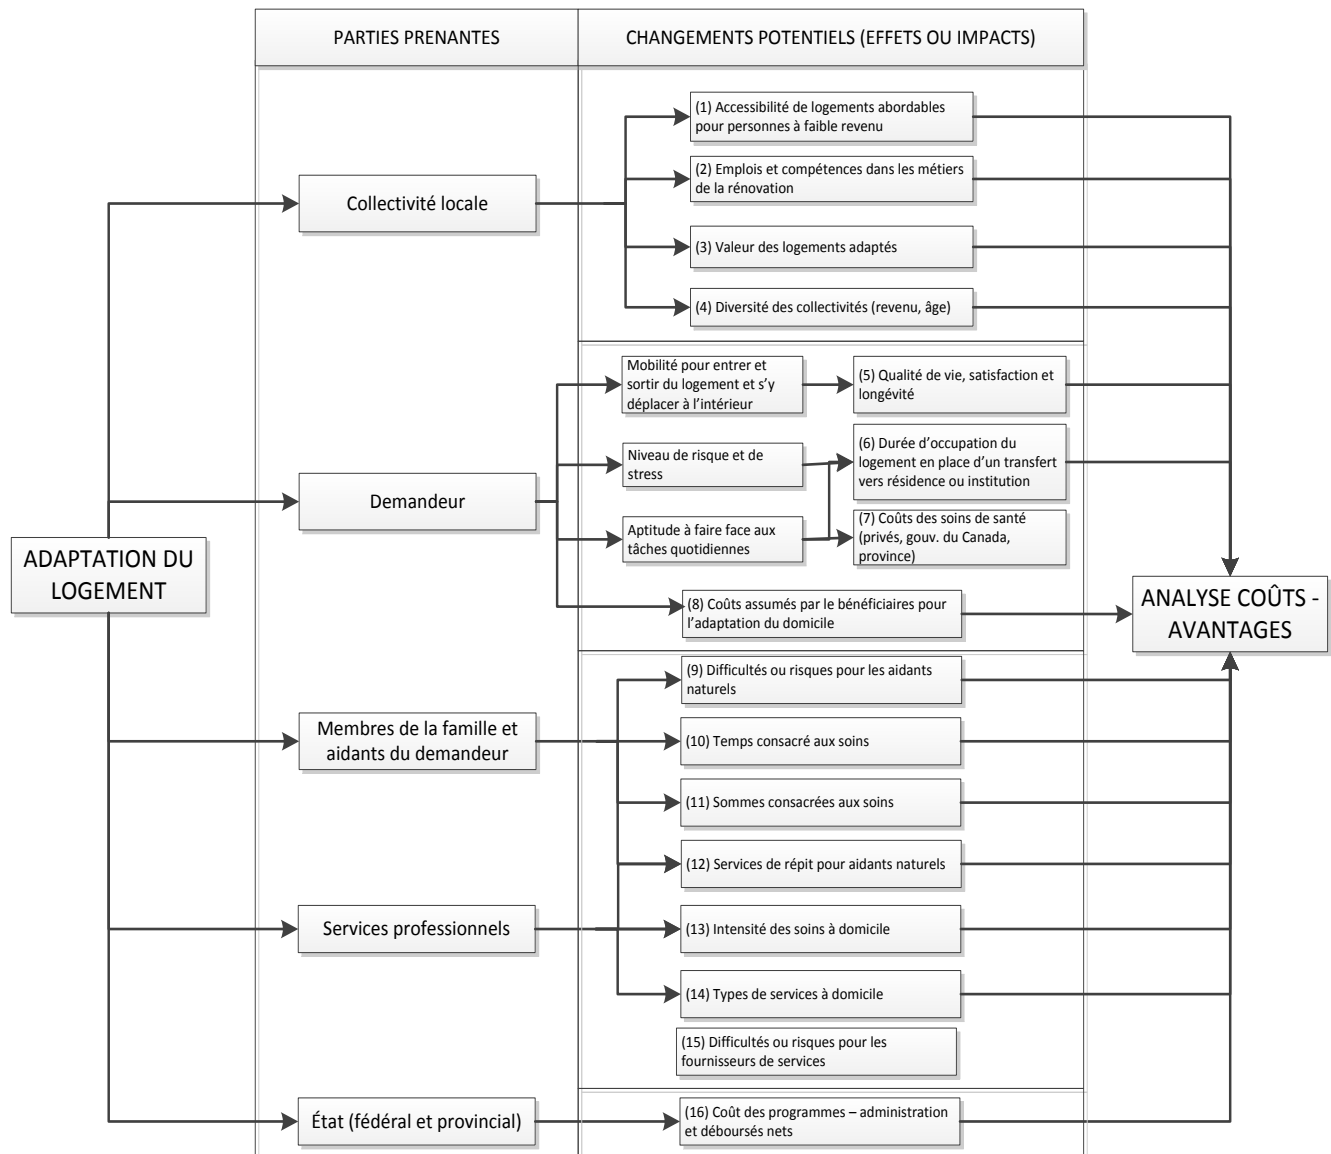 PARTIES PRENANTES
CHANGEMENTS POTENTIELS (EFFETS OU IMPACTS)
(1) Accessibilité de logements abordables
pour personnes à faible revenu
(2) Emplois et compétences dans les métiers
de la rénovation
Collectivité locale
(3) Valeur des logements adaptés
(4) Diversité des collectivités (revenu, âge)
Mobilité pour entrer et
sortir du logement et s’y
déplacer à l’intérieur
(5) Qualité de vie, satisfaction et
longévité
Niveau de risque et de
stress
(6) Durée d’occupation du
logement en place d’un transfert
vers résidence ou institution
Demandeur
Aptitude à faire face aux
tâches quotidiennes
(7) Coûts des soins de santé
(privés, gouv. du Canada,
province)
ADAPTATION DU
LOGEMENT
(8) Coûts assumés par le bénéficiaires pour
l’adaptation du domicile
ANALYSE COÛTS -
AVANTAGES
(9) Difficultés ou risques pour les aidants
naturels
Membres de la famille et
aidants du demandeur
(10) Temps consacré aux soins
(11) Sommes consacrées aux soins
(12) Services de répit pour aidants naturels
Services professionnels
(13) Intensité des soins à domicile
(14) Types de services à domicile
(15) Difficultés ou risques pour les
fournisseurs de services
État (fédéral et provincial)
(16) Coût des programmes – administration
et déboursés nets